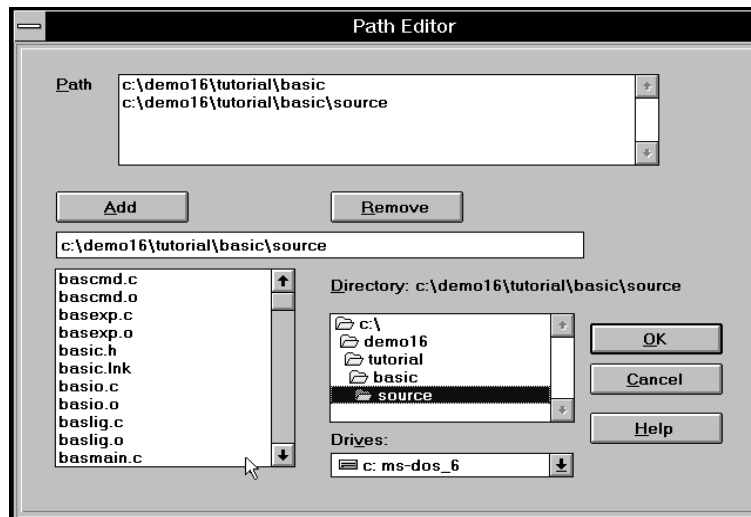 Path Editor
Path
c:\demo16\tutorial\basic
c:\demo16\tutorial\basic\source
Add
Remove
c:\demo16\tutorial\basic\source
bascmd.c
bascmd.o
basexp.c
basexp.o
basic.h
basic.lnk
basio.c
basio.o
baslig.c
baslig.o
basmain.c
Directory: c:\demo16\tutorial\basic\source
c:\
demo16
tutorial
basic
source
Drives:
c: ms-dos_6
OK
Cancel
Help